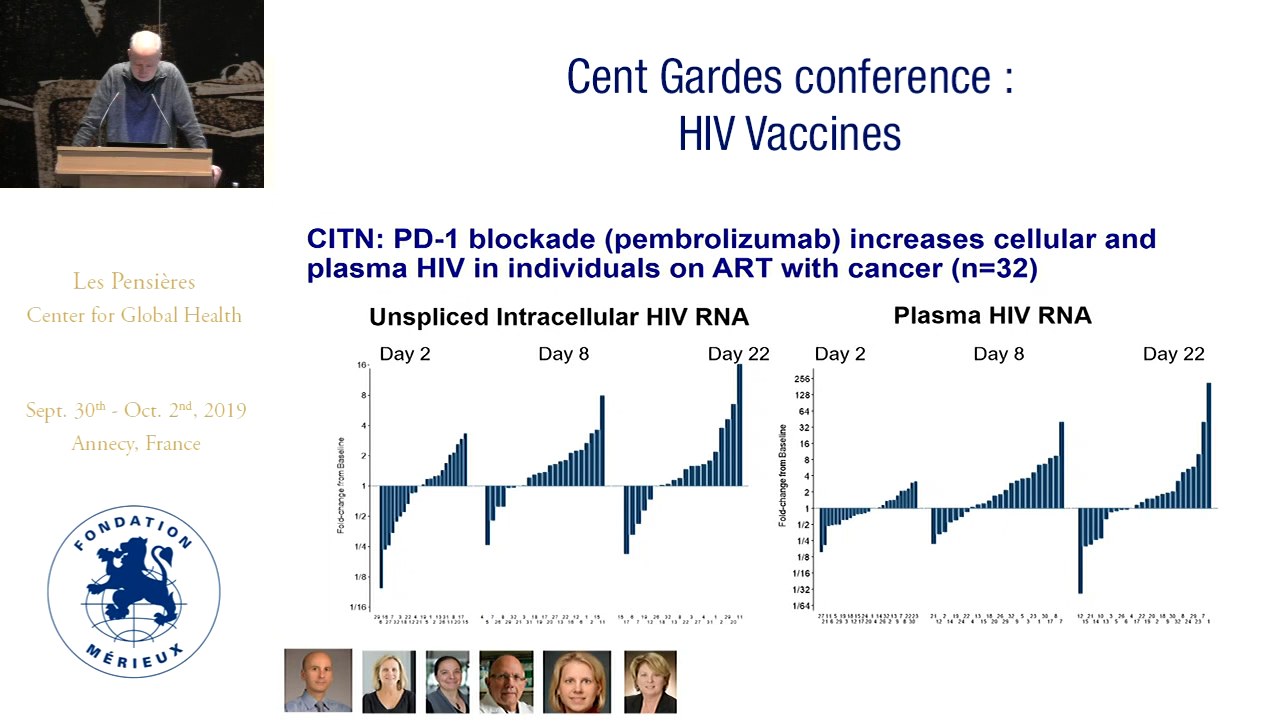 Cent Gardes conference :
HIV Vaccines
CITN: PD-1 blockade (pembrolizumab) increases cellular and
plasma HIV in individuals on ART with cancer (n=32)
Les Pensières
Center for Global Health
Sept. 30th - Oct. 2nd, 2019
Annecy, France
FONDATION
MÉRIEUX
Unspliced Intracellular HIV RNA
Day 2 Day 8 Day 22
Fold-change from Baseline
16
8
4
2
1
1/2
1/4
1/8
1/16
Plasma HIV RNA
Day 2 Day 8 Day 22
Fold-change from Baseline
256
128
64
32
16
8
4
2
1
1/2
1/4
1/8
1/16
1/32
1/64